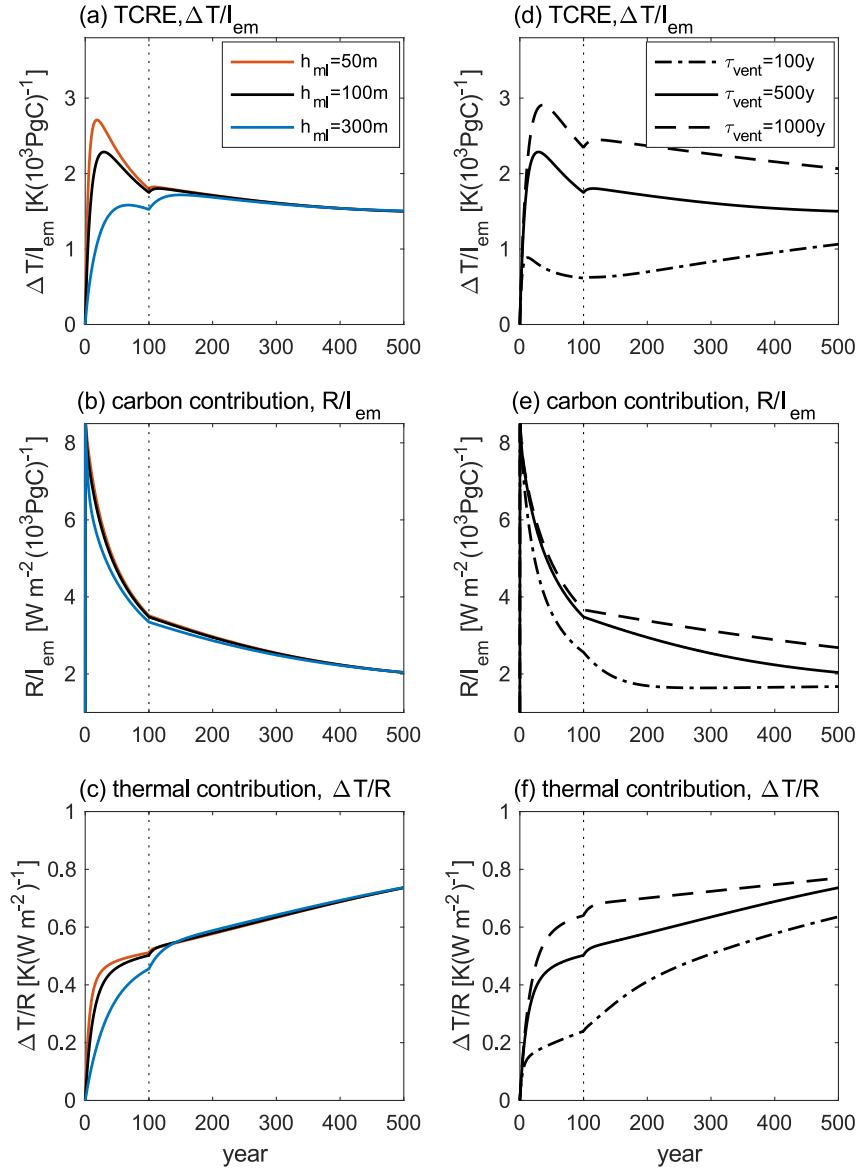 (a) TCRE, ΔT/I_em
h_ml=50m
h_ml=100m
h_ml=300m
ΔT/I_em [K(10³PgC)⁻¹]
3
2
1
0
0 100 200 300 400 500
(d) TCRE, ΔT/I_em
τ_vent=100y
τ_vent=500y
τ_vent=1000y
ΔT/I_em [K(10³PgC)⁻¹]
3
2
1
0
0 100 200 300 400 500
(b) carbon contribution, R/I_em
R/I_em [W m⁻²(10³PgC)⁻¹]
8
6
4
2
0 100 200 300 400 500
(e) carbon contribution, R/I_em
R/I_em [W m⁻²(10³PgC)⁻¹]
8
6
4
2
0 100 200 300 400 500
(c) thermal contribution, ΔT/R
ΔT/R [K(W m⁻²)⁻¹]
1
0.8
0.6
0.4
0.2
0
0 100 200 300 400 500
year
(f) thermal contribution, ΔT/R
ΔT/R [K(W m⁻²)⁻¹]
1
0.8
0.6
0.4
0.2
0
0 100 200 300 400 500
year